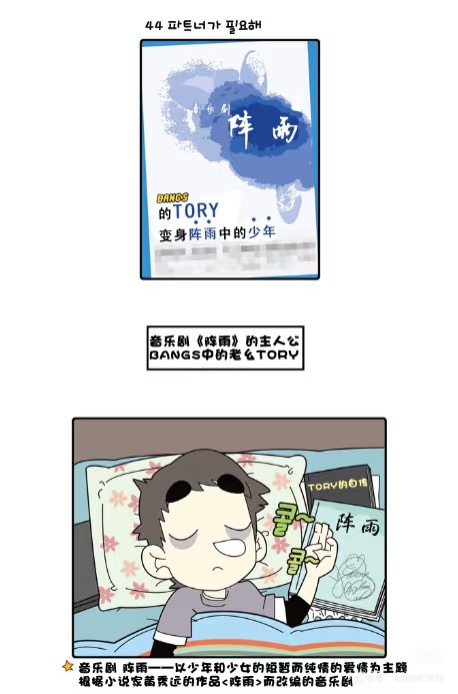 44 파트너가 필요해
音乐剧
阵雨
BANGS
的TORY
变身阵雨中的少年
音乐剧《阵雨》的主人公
BANGS中的老幺TORY
TORY的自传
阵雨
콜~
콜~
音乐剧 阵雨——以少年和少女的短暂而纯情的爱情为主题
根据小说家黄秀远的作品<阵雨>而改编的音乐剧